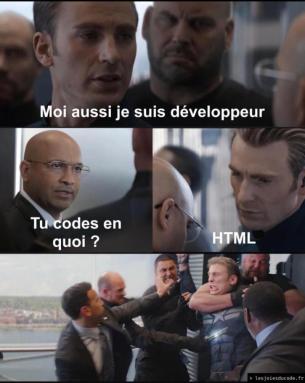 Moi aussi je suis développeur
Tu codes en
quoi ?
HTML
lesjoiesducode.fr